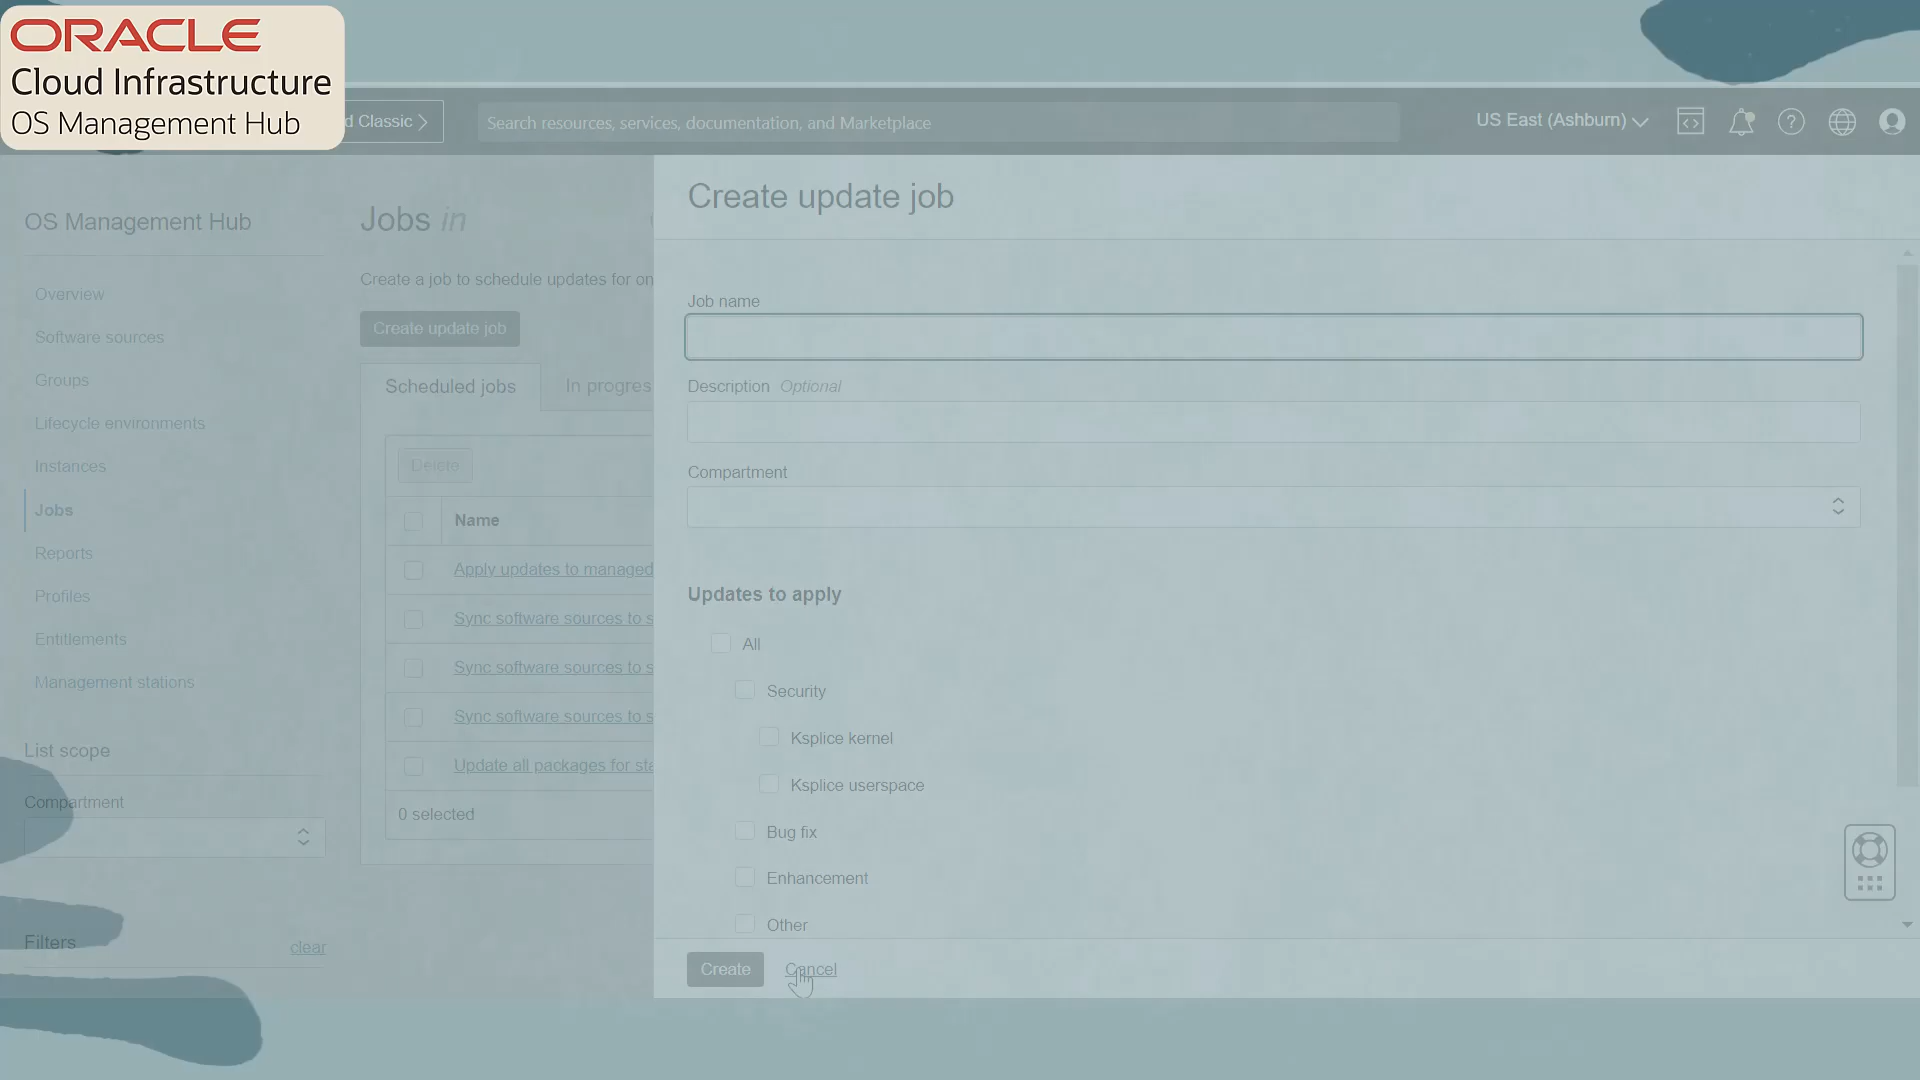 ORACLE
Cloud Infrastructure
OS Management Hub
d Classic
Search resources, services, documentation, and Marketplace
US East (Ashburn)
OS Management Hub
Overview
Software sources
Groups
Lifecycle environments
Instances
Jobs
Reports
Profiles
Entitlements
Management stations
List scope
Compartment
Filters
clear
Jobs in
Create a job to schedule updates for on
Create update job
Scheduled jobs
In progres
Delete
Name
Apply updates to managed
Sync software sources to s
Sync software sources to s
Sync software sources to s
Update all packages for sta
0 selected
Create update job
Job name
Description Optional
Compartment
Updates to apply
All
Security
Ksplice kernel
Ksplice userspace
Bug fix
Enhancement
Other
Create
Cancel